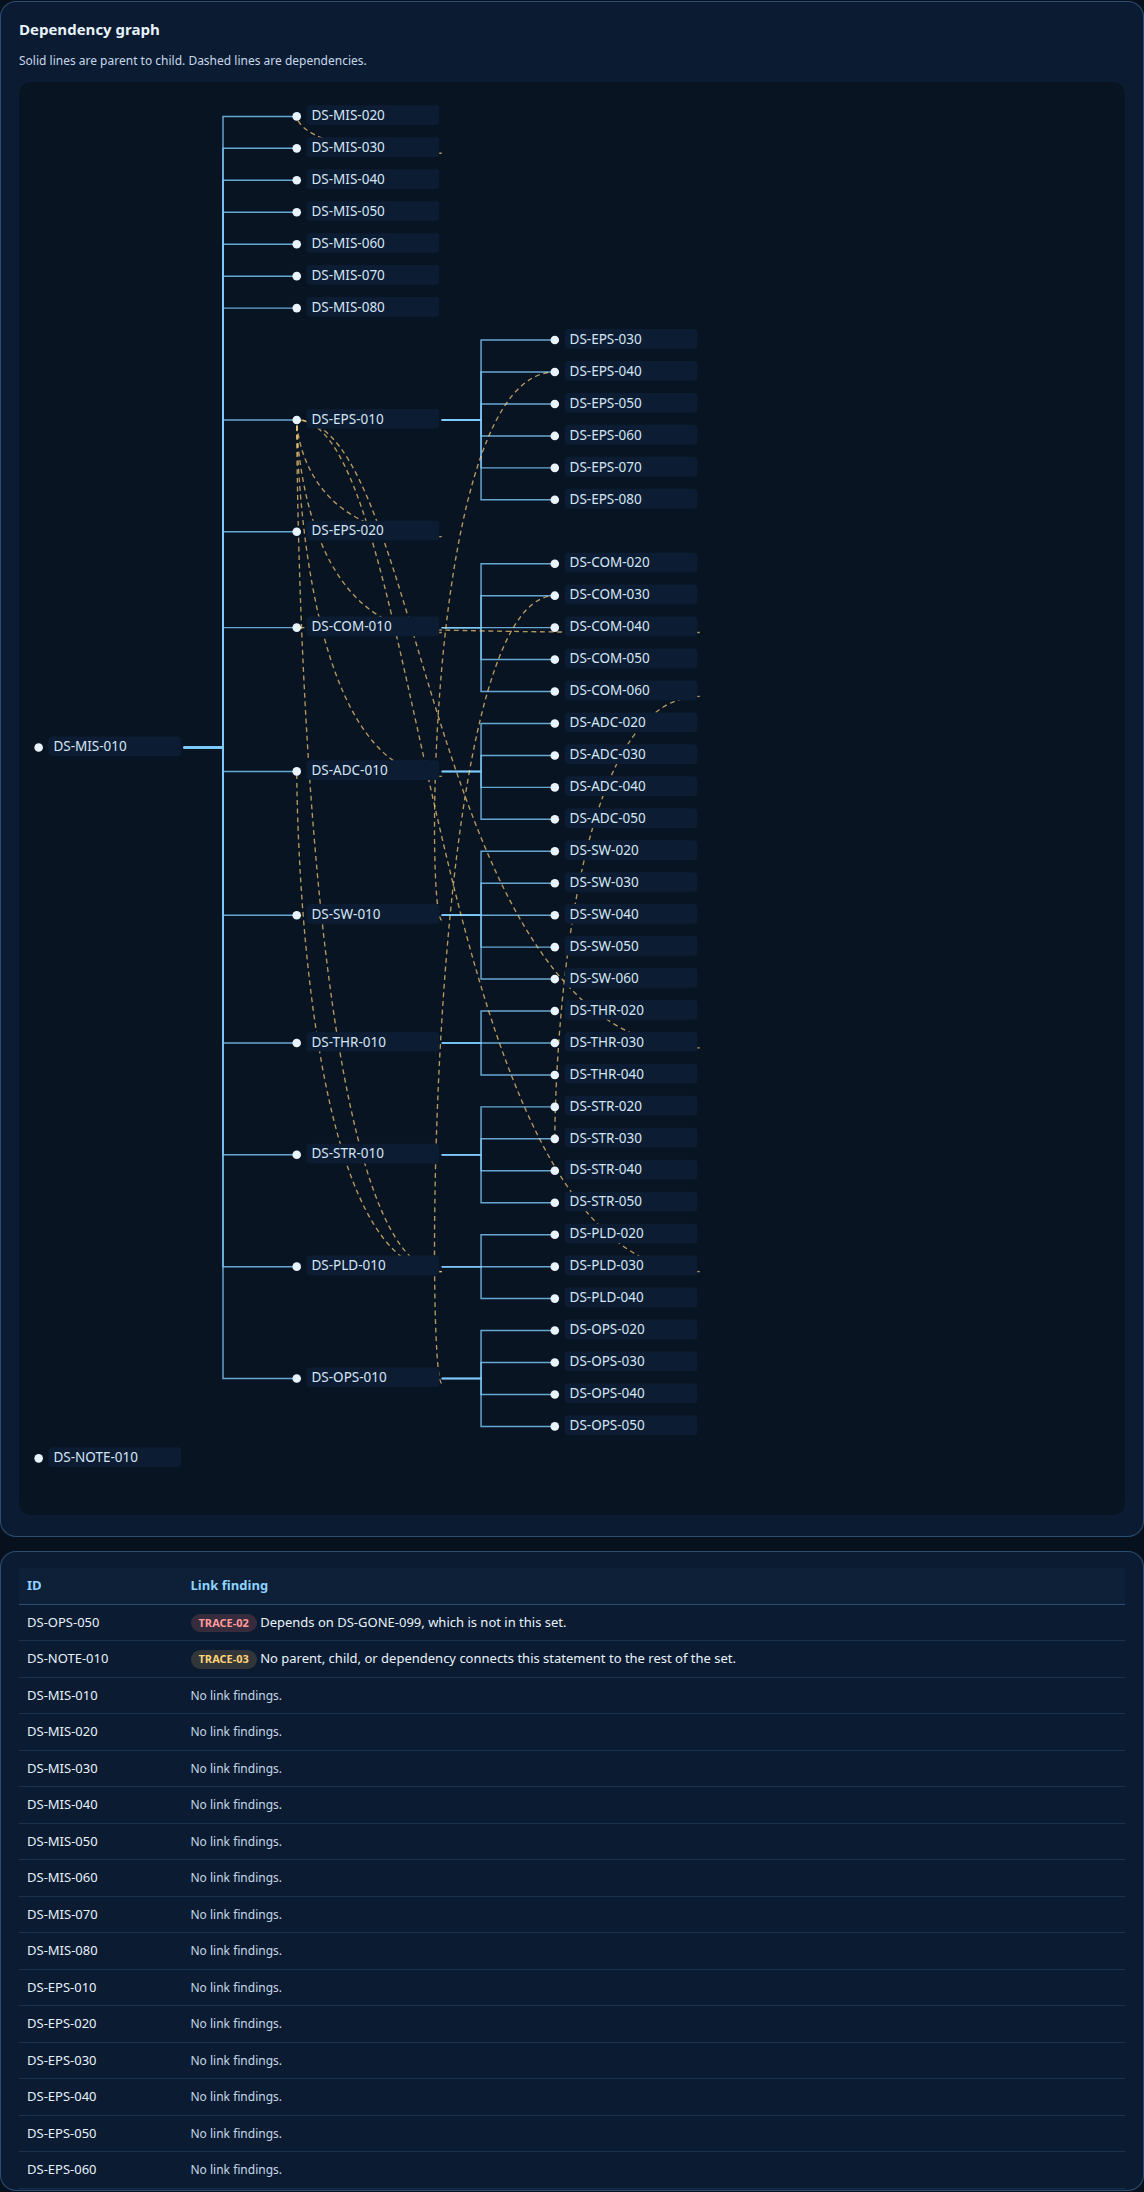 Dependency graph
Solid lines are parent to child. Dashed lines are dependencies.
DS-MIS-020
DS-MIS-030
DS-MIS-040
DS-MIS-050
DS-MIS-060
DS-MIS-070
DS-MIS-080
DS-EPS-030
DS-EPS-040
DS-EPS-050
DS-EPS-010
DS-EPS-060
DS-EPS-070
DS-EPS-080
DS-EPS-020
DS-COM-020
DS-COM-030
DS-COM-010
DS-COM-040
DS-COM-050
DS-COM-060
DS-ADC-020
DS-MIS-010
DS-ADC-030
DS-ADC-010
DS-ADC-040
DS-ADC-050
DS-SW-020
DS-SW-030
DS-SW-010
DS-SW-040
DS-SW-050
DS-SW-060
DS-THR-020
DS-THR-010
DS-THR-030
DS-THR-040
DS-STR-020
DS-STR-030
DS-STR-010
DS-STR-040
DS-STR-050
DS-PLD-020
DS-PLD-010
DS-PLD-030
DS-PLD-040
DS-OPS-020
DS-OPS-030
DS-OPS-010
DS-OPS-040
DS-OPS-050
DS-NOTE-010
ID Link finding
DS-OPS-050 TRACE-02 Depends on DS-GONE-099, which is not in this set.
DS-NOTE-010 TRACE-03 No parent, child, or dependency connects this statement to the rest of the set.
DS-MIS-010 No link findings.
DS-MIS-020 No link findings.
DS-MIS-030 No link findings.
DS-MIS-040 No link findings.
DS-MIS-050 No link findings.
DS-MIS-060 No link findings.
DS-MIS-070 No link findings.
DS-MIS-080 No link findings.
DS-EPS-010 No link findings.
DS-EPS-020 No link findings.
DS-EPS-030 No link findings.
DS-EPS-040 No link findings.
DS-EPS-050 No link findings.
DS-EPS-060 No link findings.